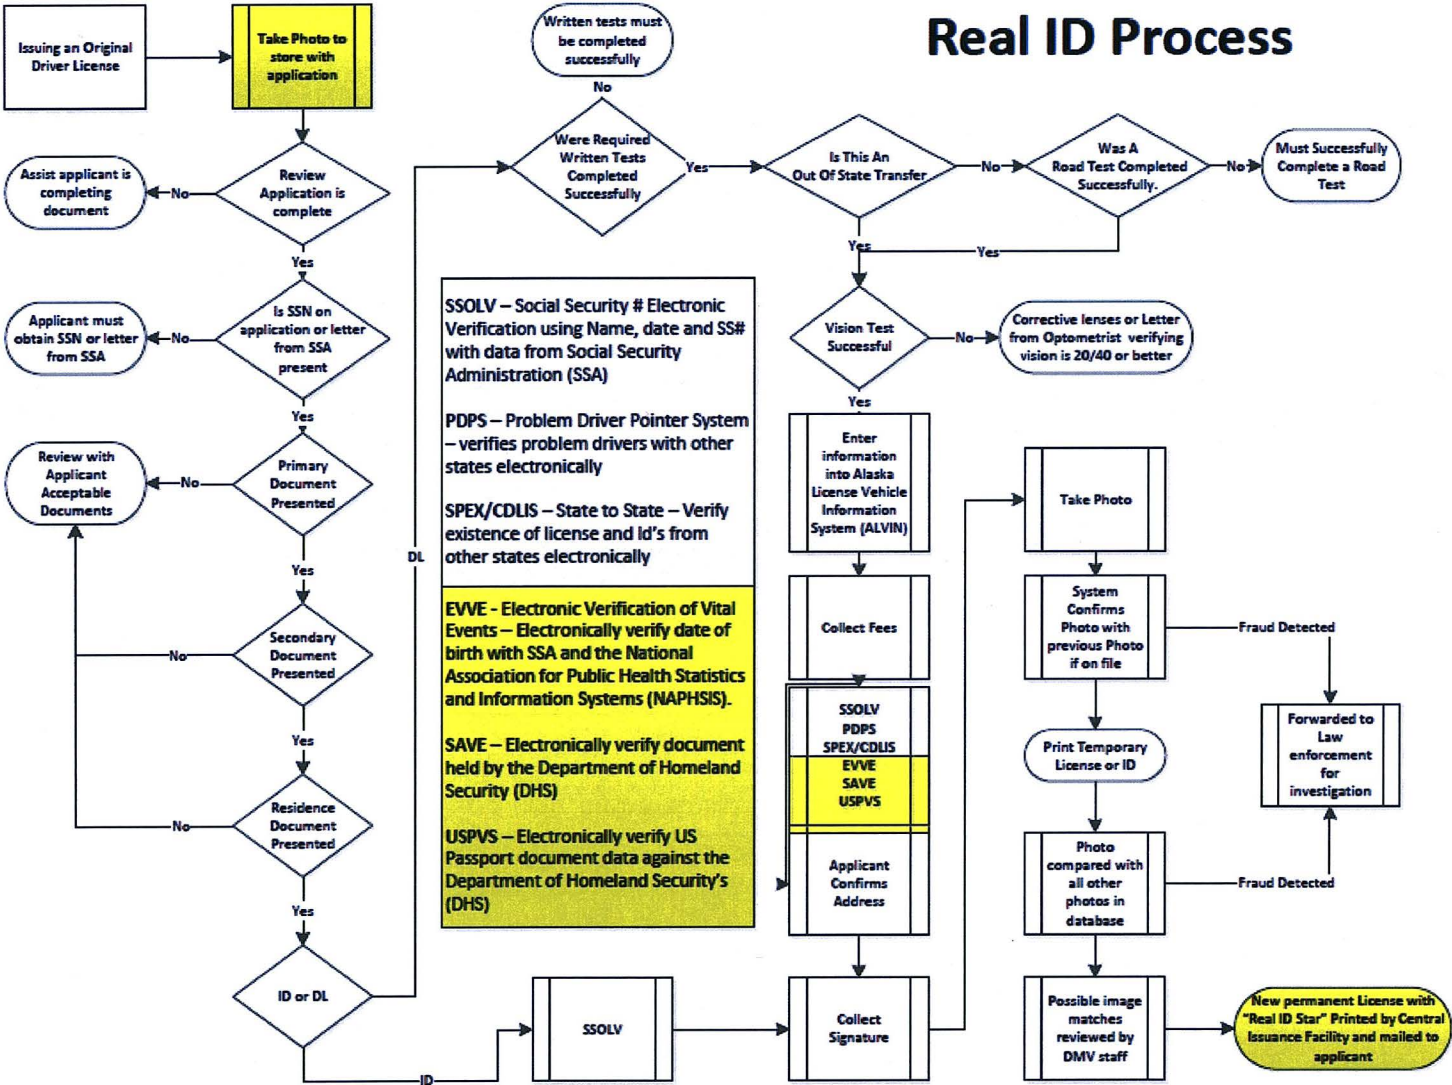 Real ID Process
Issuing an Original
Driver License
Take Photo to
store with
application
Review
Application is
complete
No
Assist applicant is
completing
document
Yes
Is SSN on
application or letter
from SSA
present
No
Applicant must
obtain SSN or letter
from SSA
Yes
Primary
Document
Presented
No
Review with
Applicant
Acceptable
Documents
Yes
Secondary
Document
Presented
No
Yes
Residence
Document
Presented
No
Yes
ID or DL
DL
ID
Written tests must
be completed
successfully
No
Were Required
Written Tests
Completed
Successfully
Yes
Is This An
Out Of State Transfer
No
Was A
Road Test Completed
Successfully.
No
Must Successfully
Complete a Road
Test
Yes
Yes
Vision Test
Successful
No
Corrective lenses or Letter
from Optometrist verifying
vision is 20/40 or better
Yes
Enter
information
into Alaska
License Vehicle
Information
System (ALVIN)
Collect Fees
SSOLV
PDPS
SPEX/CDLIS
EVVE
SAVE
USPVS
Applicant
Confirms
Address
SSOLV
Collect
Signature
SSOLV – Social Security # Electronic
Verification using Name, date and SS#
with data from Social Security
Administration (SSA)
PDPS – Problem Driver Pointer System
– verifies problem drivers with other
states electronically
SPEX/CDLIS – State to State – Verify
existence of license and Id's from
other states electronically
EVVE - Electronic Verification of Vital
Events – Electronically verify date of
birth with SSA and the National
Association for Public Health Statistics
and Information Systems (NAPHSIS).
SAVE – Electronically verify document
held by the Department of Homeland
Security (DHS)
USPVS – Electronically verify US
Passport document data against the
Department of Homeland Security's
(DHS)
Take Photo
System
Confirms
Photo with
previous Photo
if on file
Fraud Detected
Forwarded to
Law
enforcement
for
investigation
Print Temporary
License or ID
Photo
compared with
all other
photos in
database
Fraud Detected
Possible image
matches
reviewed by
DMV staff
New permanent License with
"Real ID Star" Printed by Central
Issuance Facility and mailed to
applicant